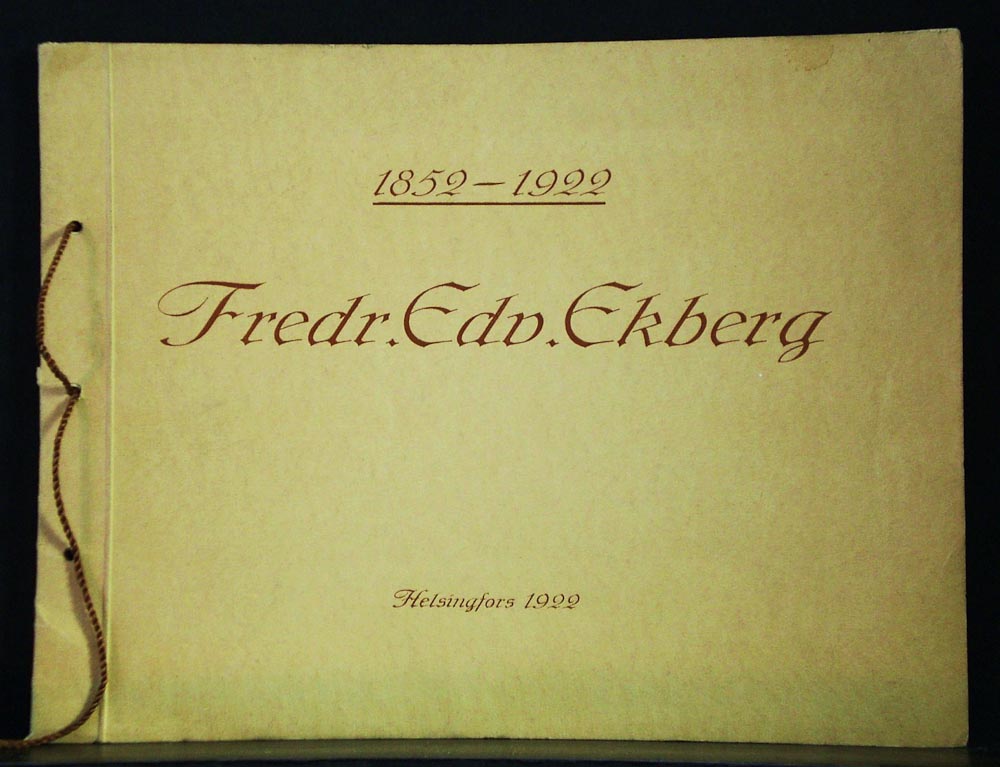 1852 – 1922
Fredr. Edv. Ekberg
Helsingfors 1922